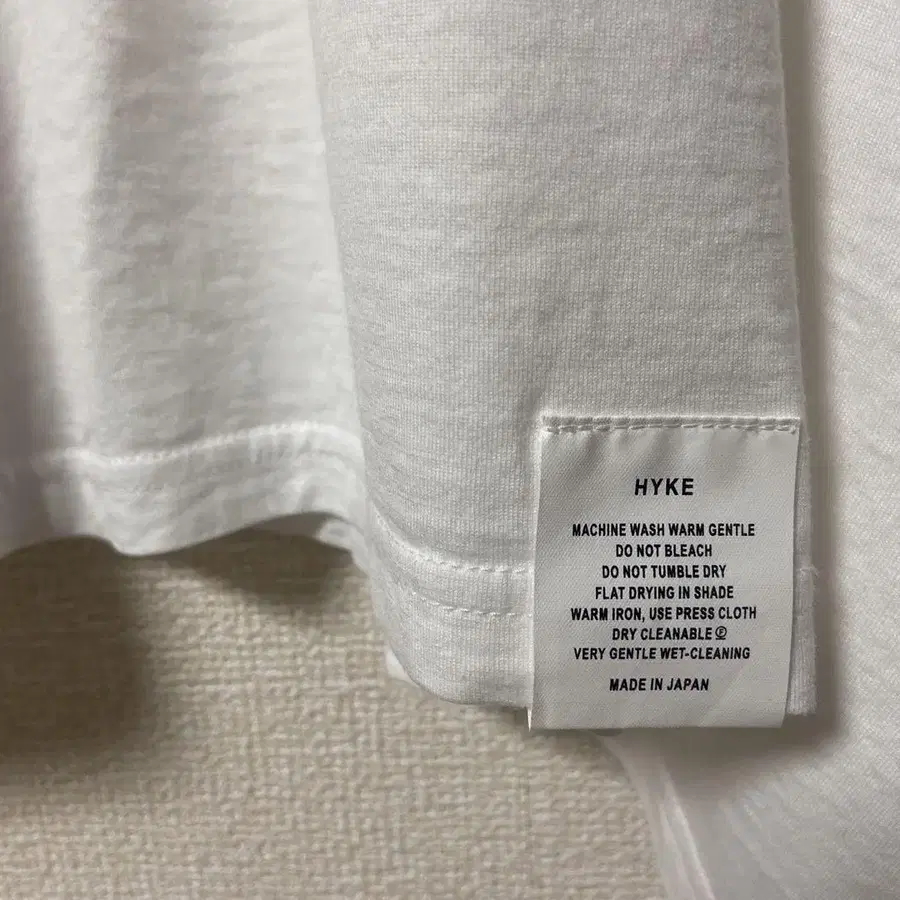 HYKE
MACHINE WASH WARM GENTLE
DO NOT BLEACH
DO NOT TUMBLE DRY
FLAT DRYING IN SHADE
WARM IRON, USE PRESS CLOTH
DRY CLEANABLE Ⓟ
VERY GENTLE WET-CLEANING
MADE IN JAPAN